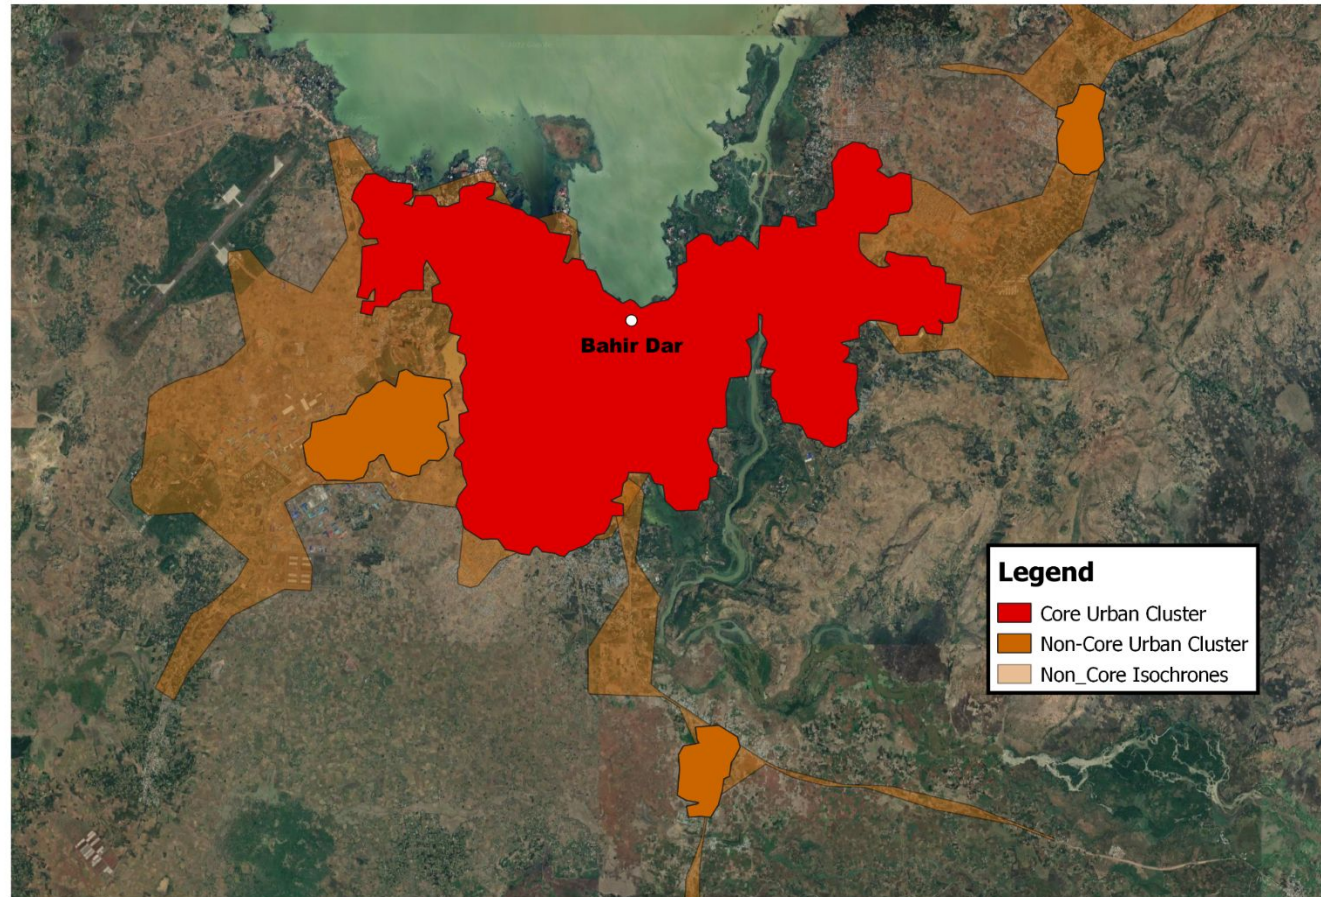 Bahir Dar
Legend
Core Urban Cluster
Non-Core Urban Cluster
Non_Core Isochrones